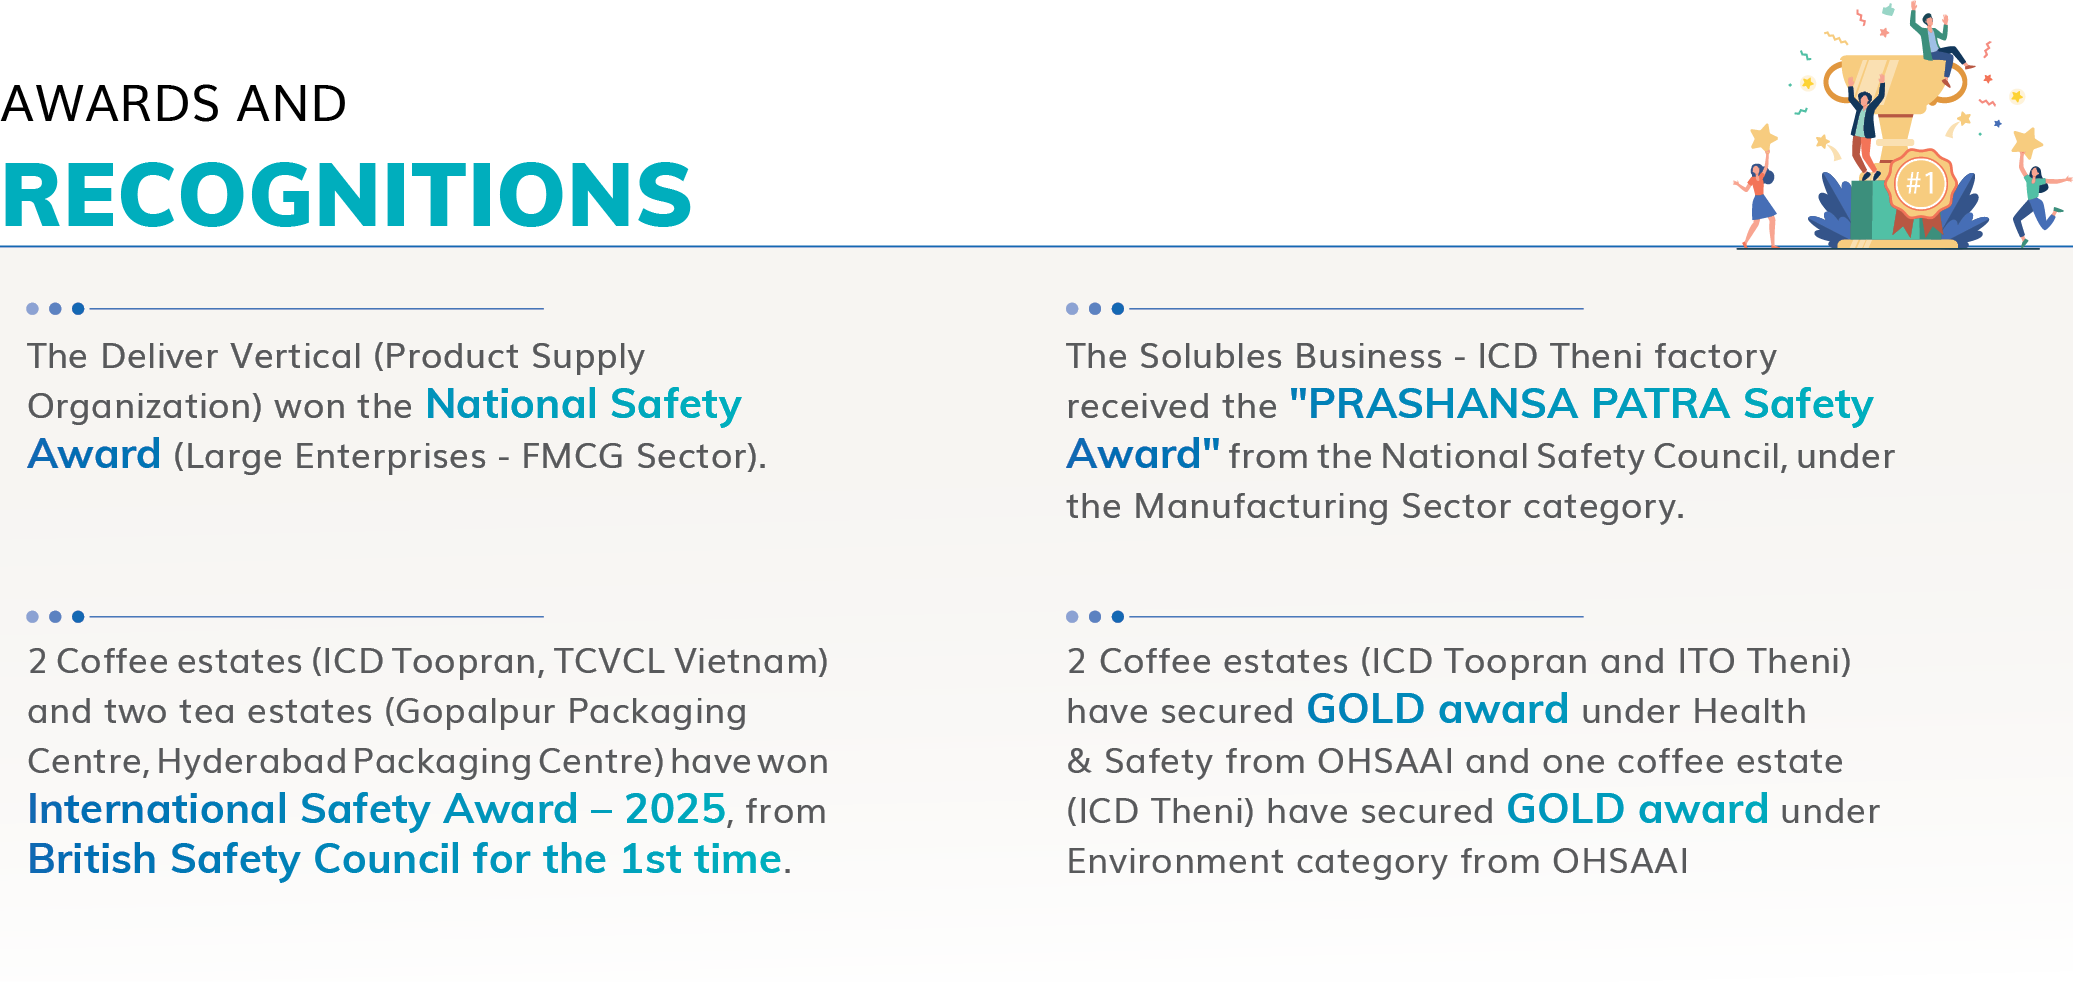 AWARDS AND
RECOGNITIONS
#1
The Deliver Vertical (Product Supply
Organization) won the National Safety
Award (Large Enterprises - FMCG Sector).
The Solubles Business - ICD Theni factory
received the "PRASHANSA PATRA Safety
Award" from the National Safety Council, under
the Manufacturing Sector category.
2 Coffee estates (ICD Toopran, TCVCL Vietnam)
and two tea estates (Gopalpur Packaging
Centre, Hyderabad Packaging Centre) have won
International Safety Award – 2025, from
British Safety Council for the 1st time.
2 Coffee estates (ICD Toopran and ITO Theni)
have secured GOLD award under Health
& Safety from OHSAAI and one coffee estate
(ICD Theni) have secured GOLD award under
Environment category from OHSAAI